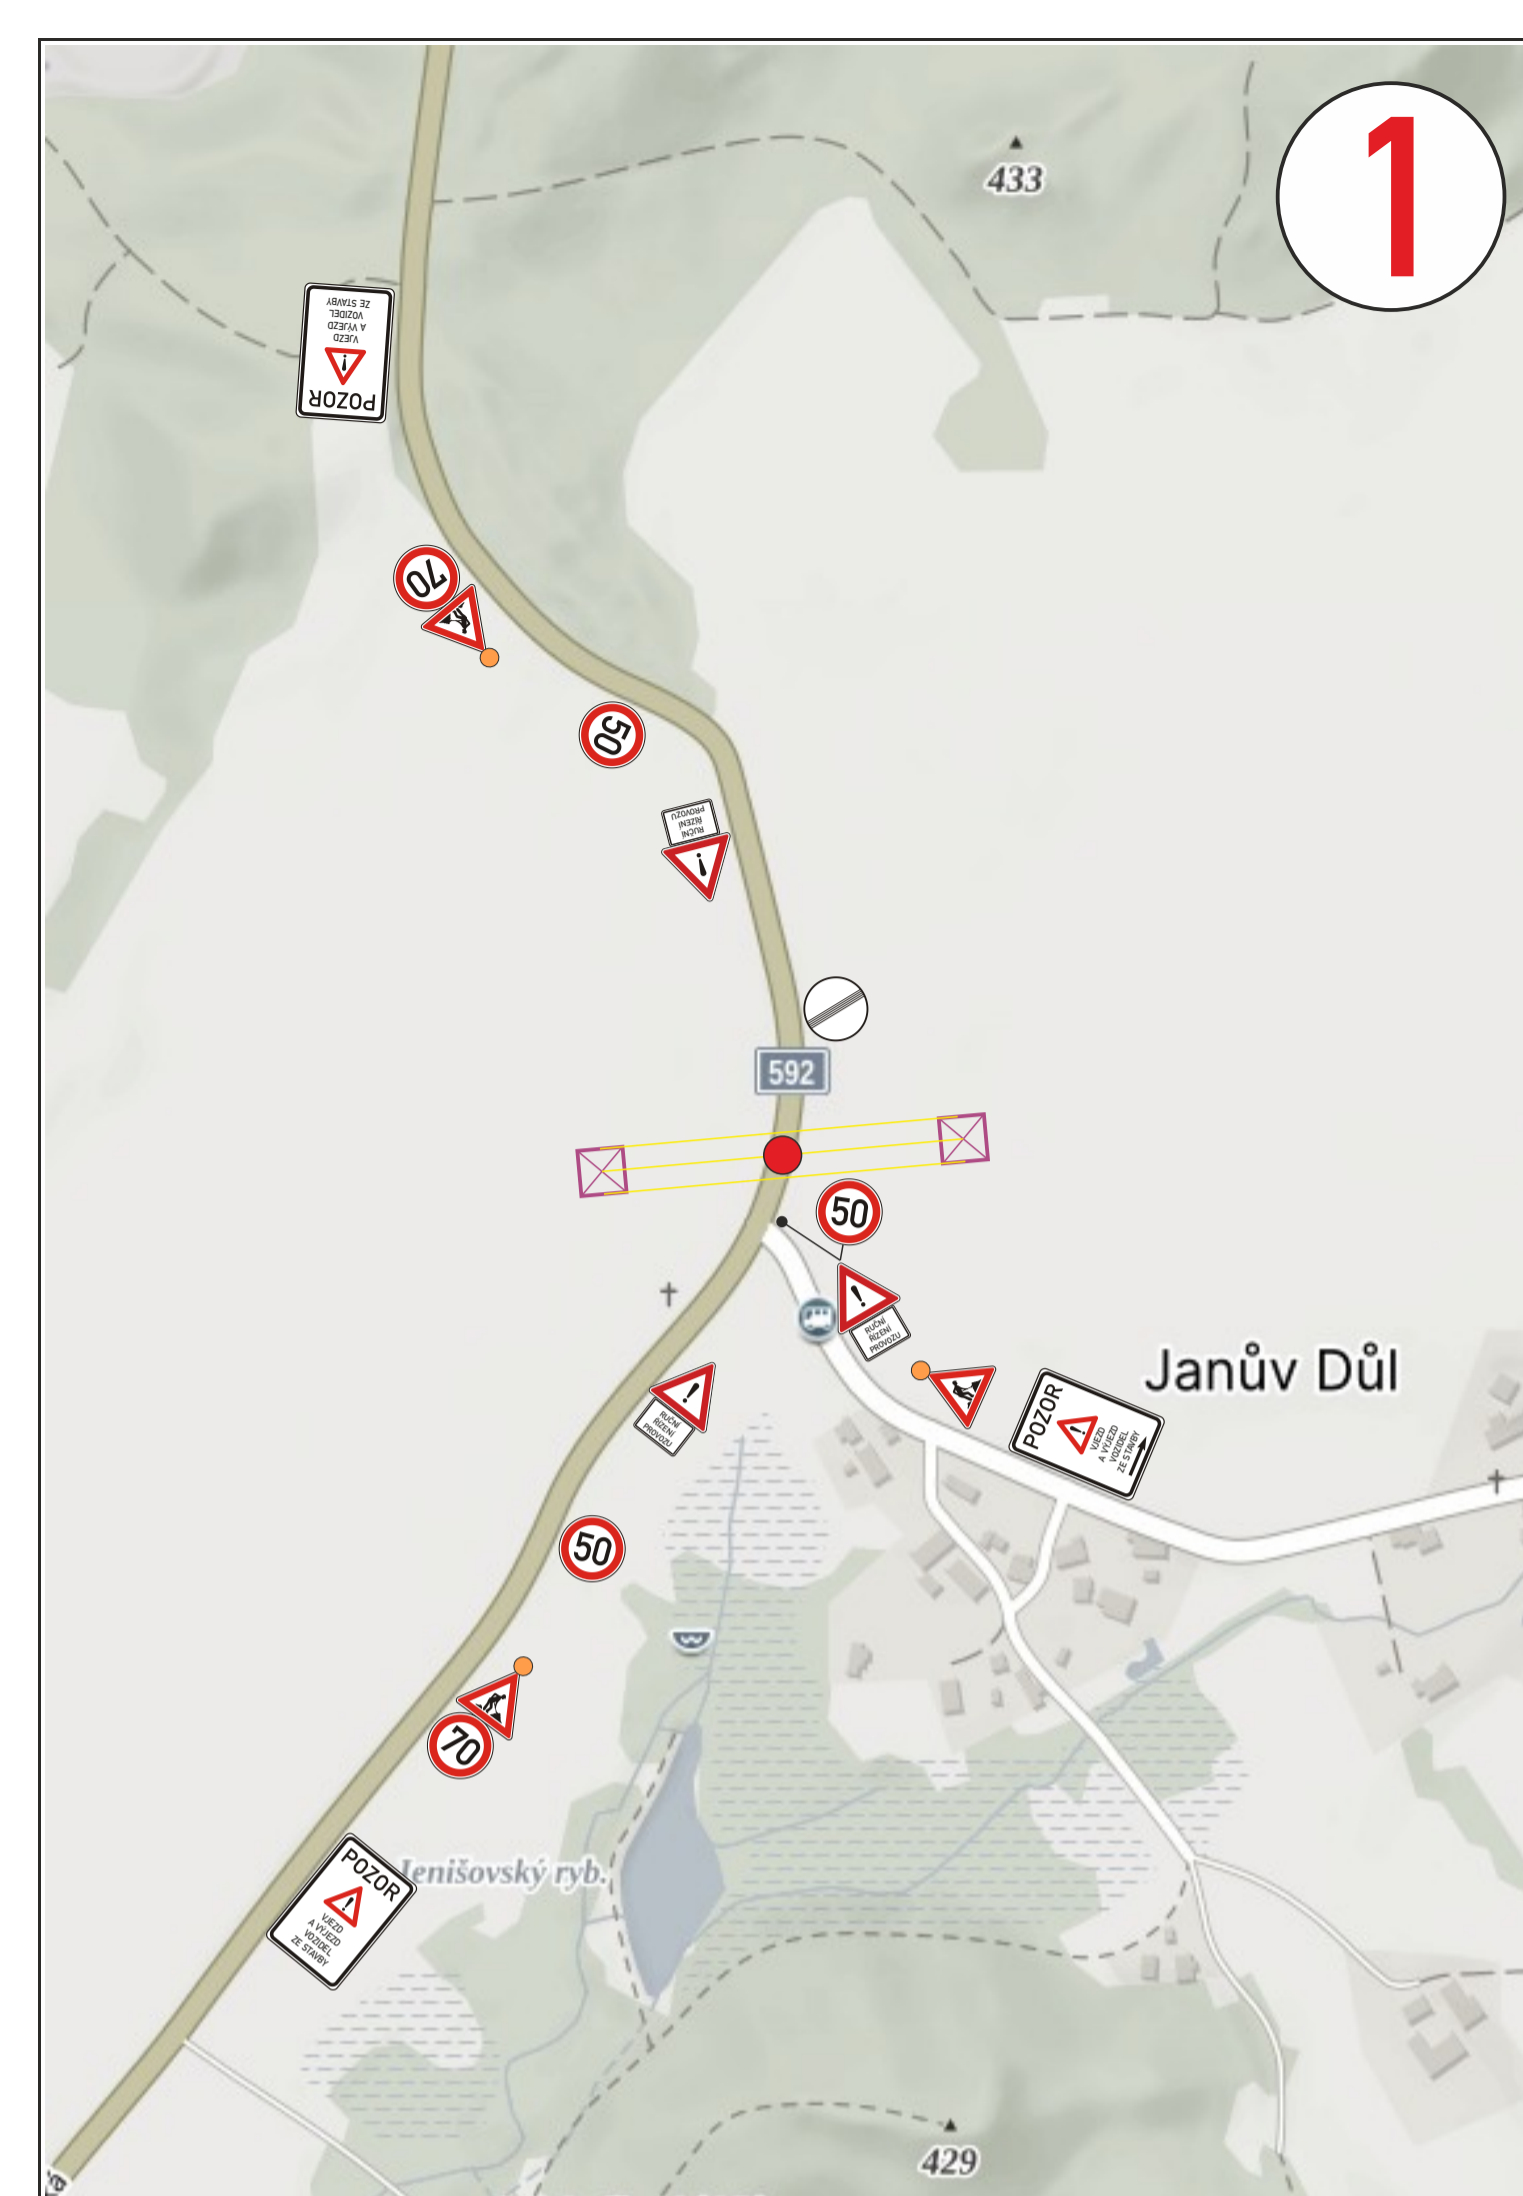 1
433
POZOR
VJEZD
A VÝJEZD
VOZIDEL
ZE STAVBY
70
50
RUČNÍ
ŘÍZENÍ
PROVOZU
592
50
RUČNÍ
ŘÍZENÍ
PROVOZU
Janův Důl
POZOR
VJEZD
A VÝJEZD
VOZIDEL
ZE STAVBY
RUČNÍ
ŘÍZENÍ
PROVOZU
50
70
POZOR
VJEZD
A VÝJEZD
VOZIDEL
ZE STAVBY
Jenišovský ryb.
429